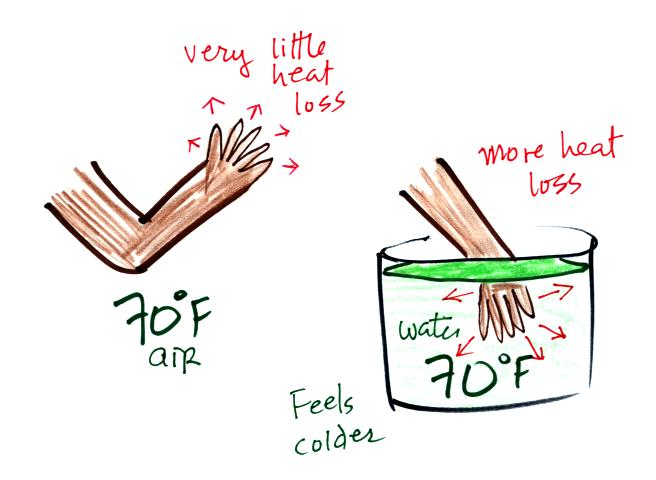 very little
heat
loss
70°F
air
more heat
loss
water
70°F
Feels
colder